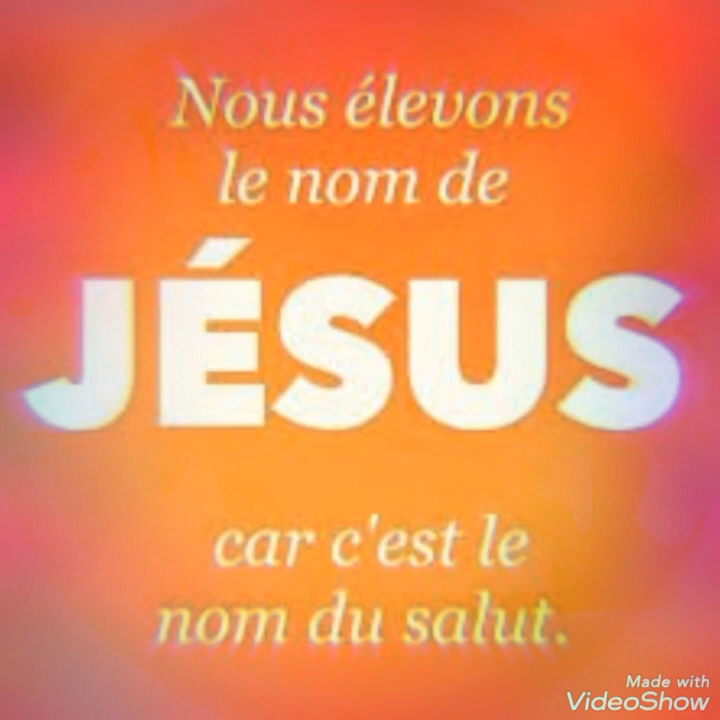 Nous élevons
le nom de
JÉSUS
car c'est le
nom du salut.
Made with
VideoShow